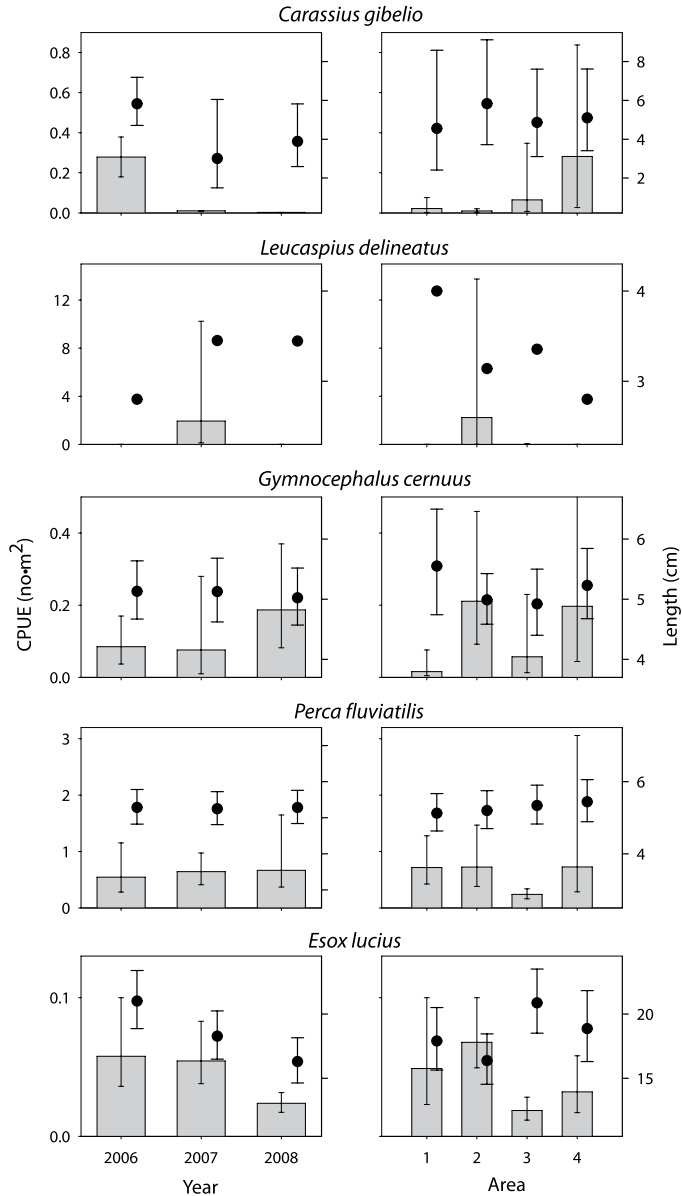 Carassius gibelio
0.8
0.6
0.4
0.2
0.0
8
6
4
2
Leucaspius delineatus
12
8
4
0
4
3
Gymnocephalus cernuus
0.4
0.2
0.0
6
5
4
CPUE (no•m²)
Length (cm)
Perca fluviatilis
3
2
1
0
6
4
Esox lucius
0.1
0.0
20
15
2006 2007 2008
1 2 3 4
Year
Area